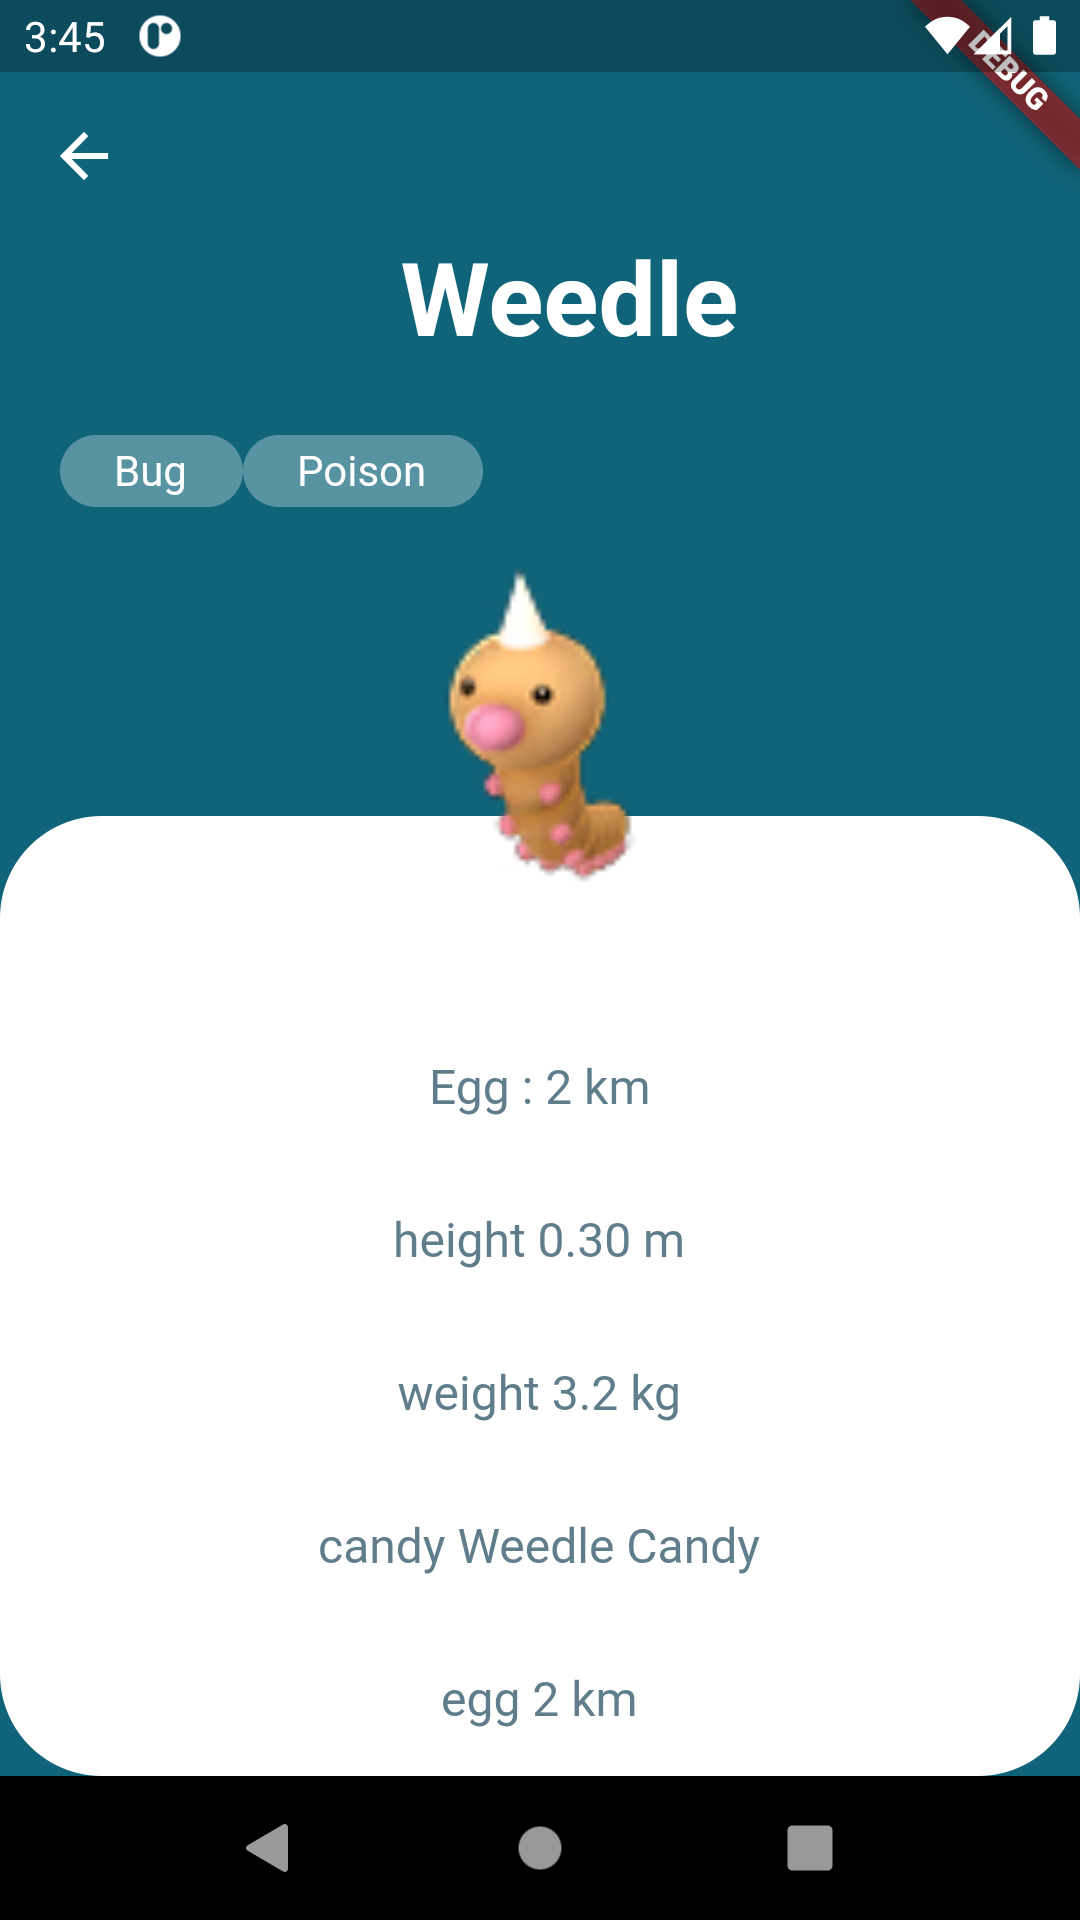 3:45
DEBUG
Weedle
Bug Poison
Egg : 2 km
height 0.30 m
weight 3.2 kg
candy Weedle Candy
egg 2 km